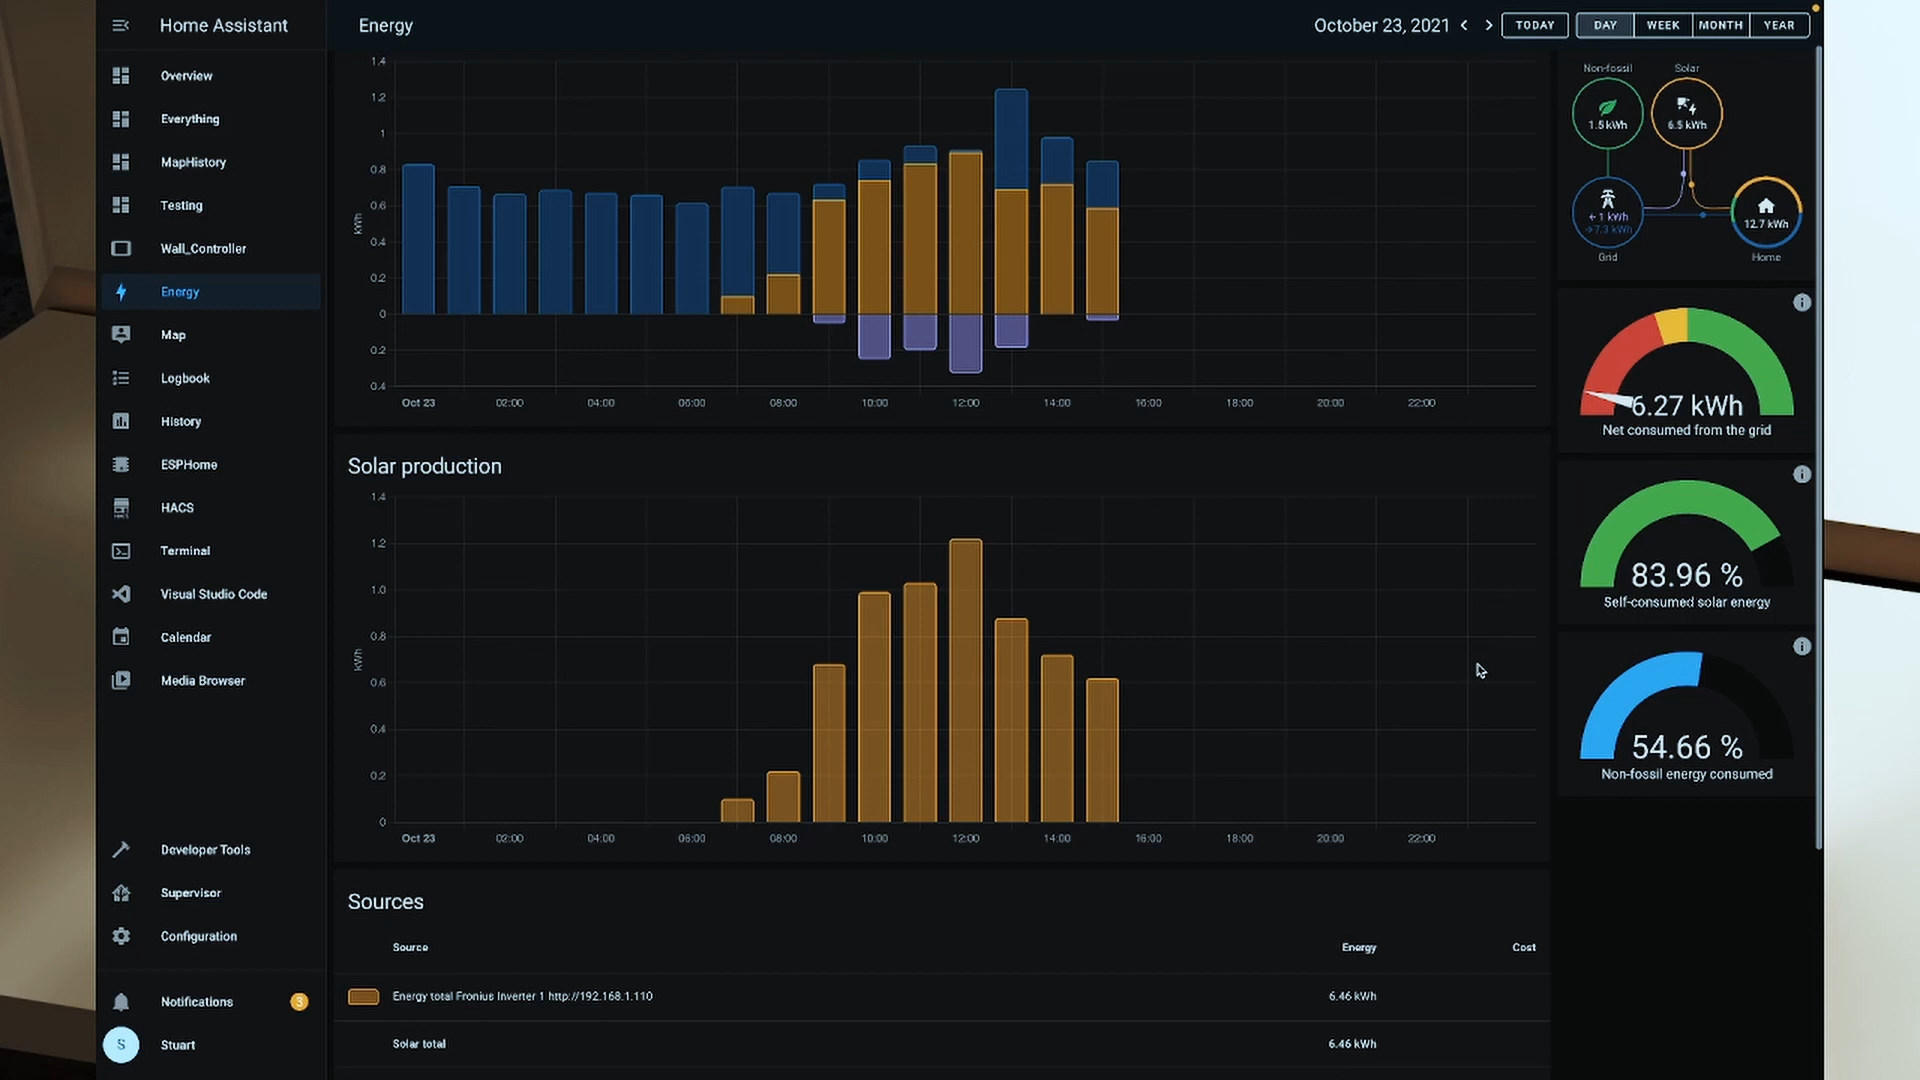 Home Assistant
Energy
October 23, 2021
TODAY
DAY
WEEK
MONTH
YEAR
Overview
Everything
MapHistory
Testing
Wall_Controller
Energy
Map
Logbook
History
ESPHome
HACS
Terminal
Visual Studio Code
Calendar
Media Browser
Developer Tools
Supervisor
Configuration
Notifications
3
S
Stuart
1.4
1.2
1
0.8
0.6
0.4
0.2
0
0.2
0.4
kWh
Oct 23
02:00
04:00
06:00
08:00
10:00
12:00
14:00
16:00
18:00
20:00
22:00
Solar production
1.4
1.2
1.0
0.8
0.6
0.4
0.2
0
kWh
Oct 23
02:00
04:00
06:00
08:00
10:00
12:00
14:00
16:00
18:00
20:00
22:00
Sources
Source
Energy
Cost
Energy total Fronius Inverter 1 http://192.168.1.110
6.46 kWh
Solar total
6.46 kWh
Non-fossil
Solar
1.5 kWh
6.5 kWh
←1 kWh
→7.3 kWh
12.7 kWh
Grid
Home
6.27 kWh
Net consumed from the grid
83.96 %
Self-consumed solar energy
54.66 %
Non-fossil energy consumed